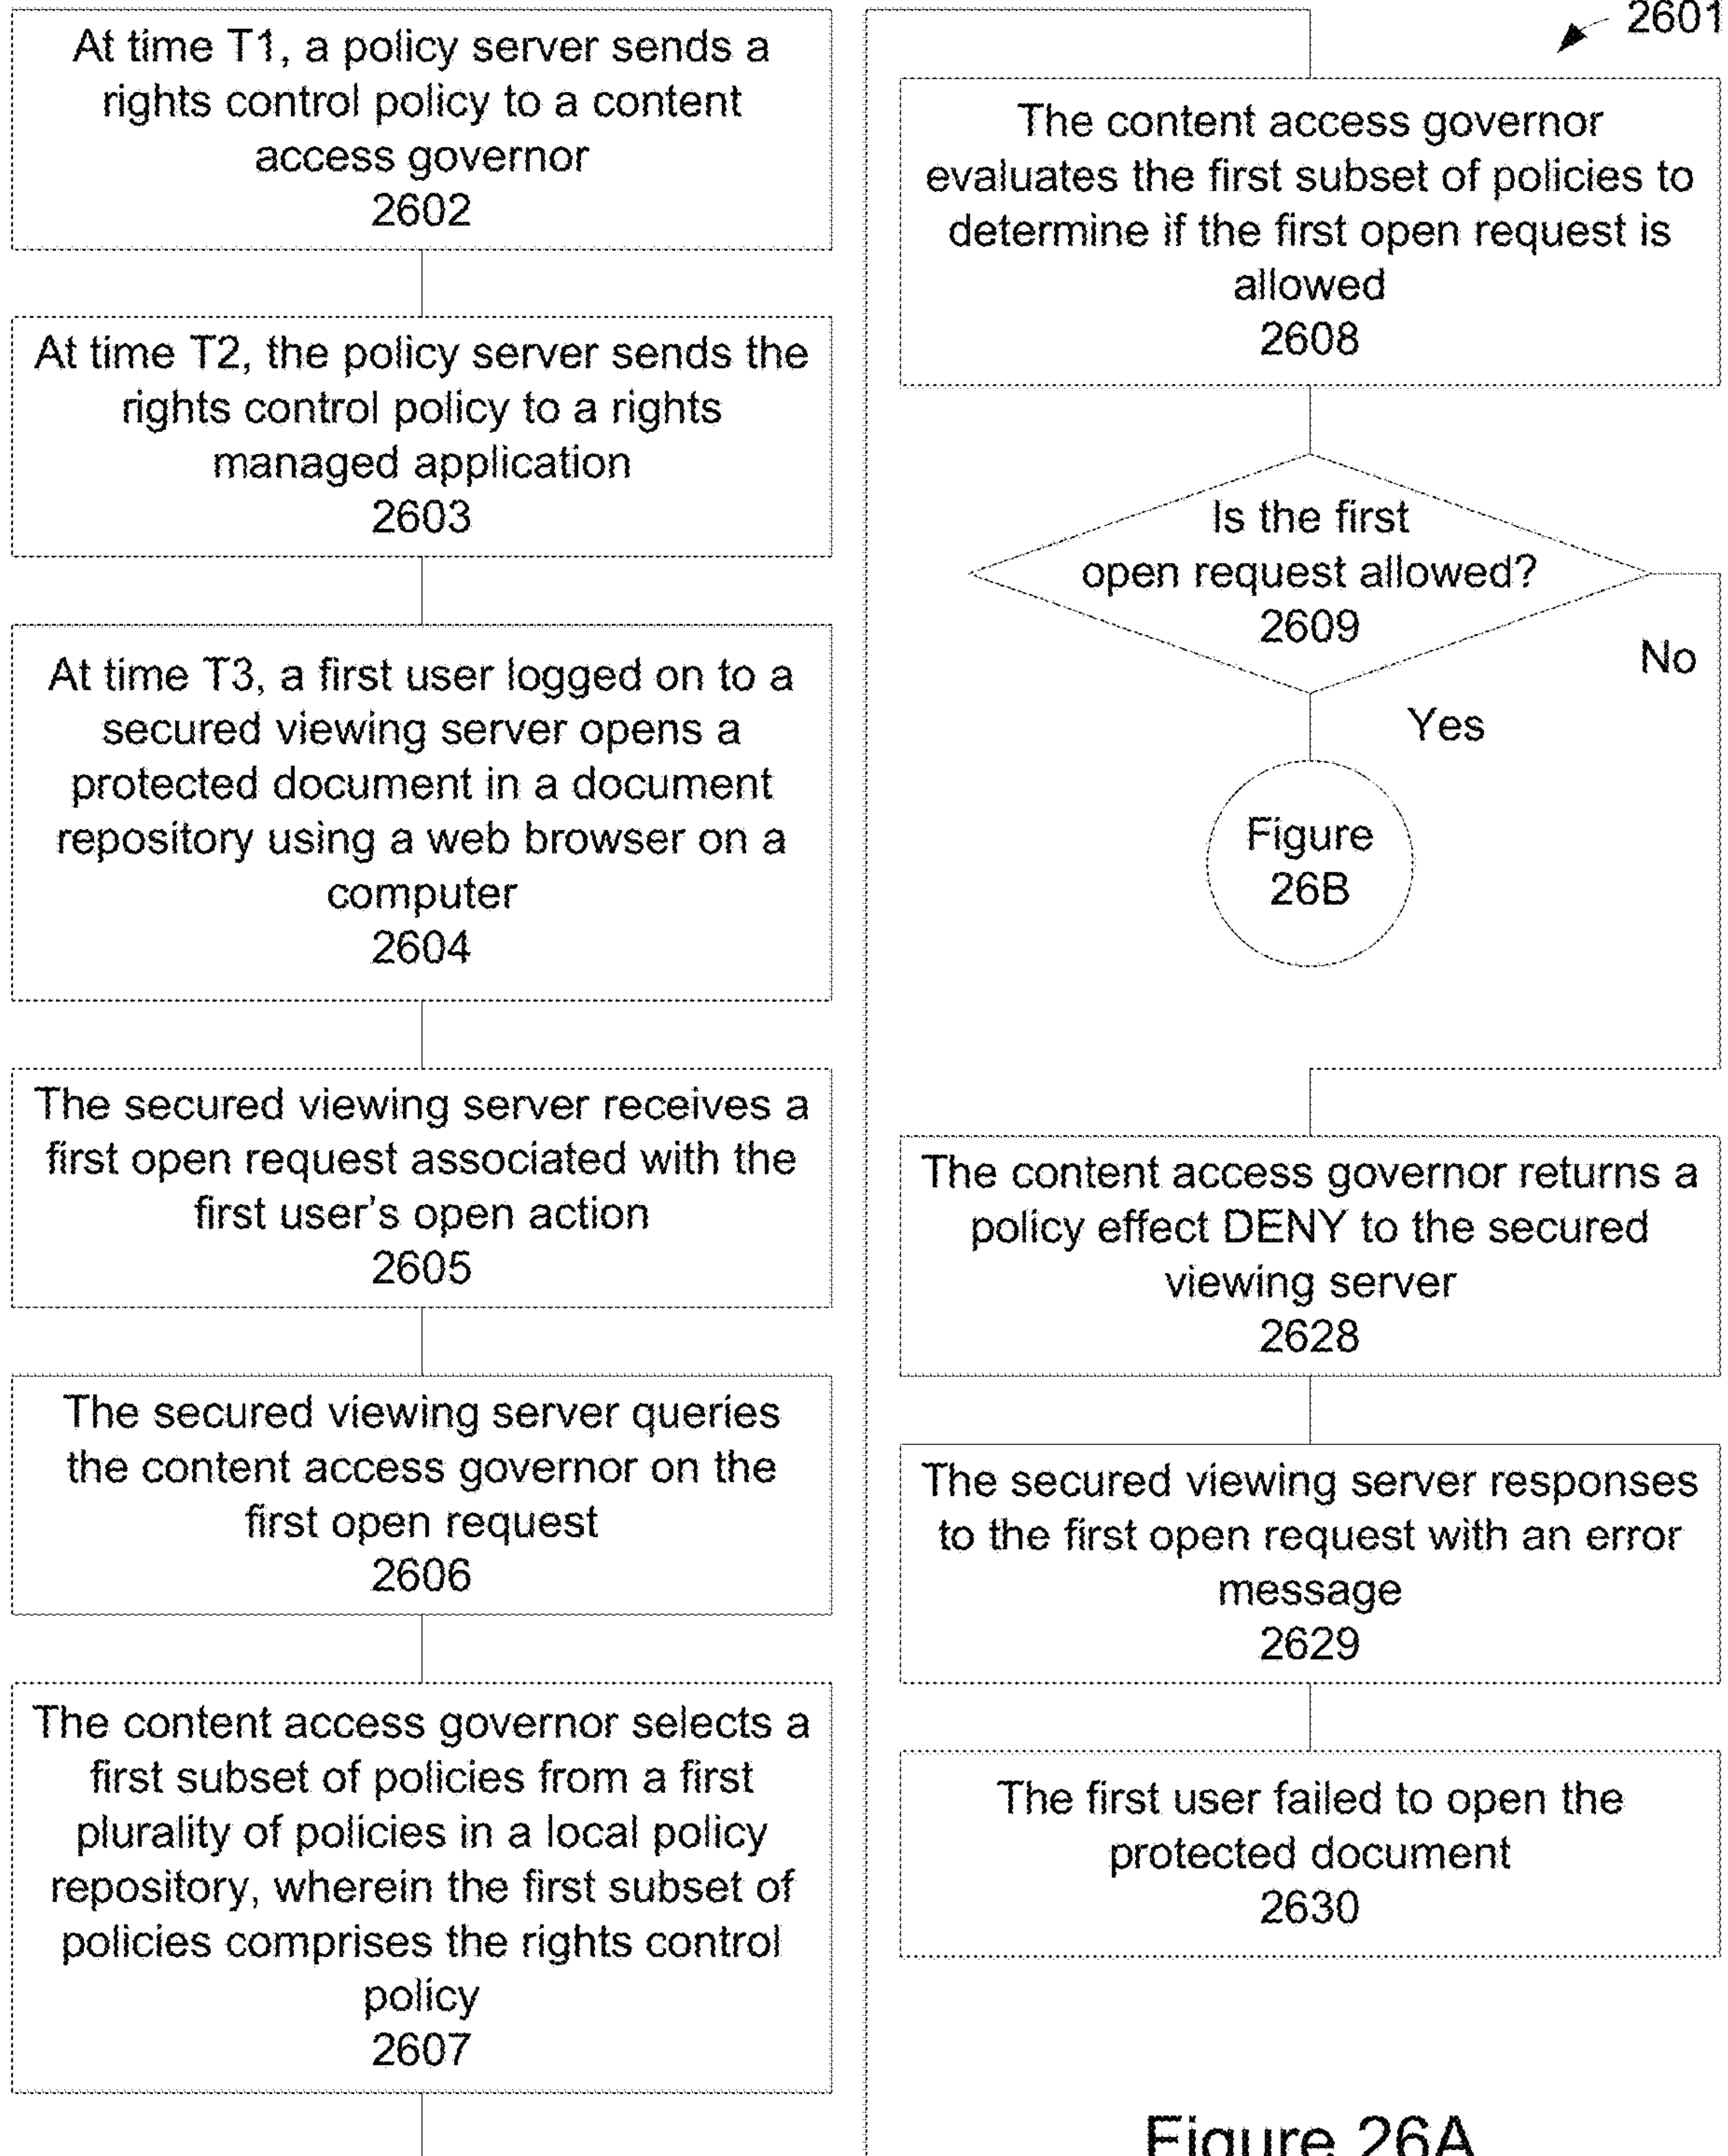 At time T1, a policy server sends a
rights control policy to a content
access governor
2602
At time T2, the policy server sends the
rights control policy to a rights
managed application
2603
At time T3, a first user logged on to a
secured viewing server opens a
protected document in a document
repository using a web browser on a
computer
2604
The secured viewing server receives a
first open request associated with the
first user's open action
2605
The secured viewing server queries
the content access governor on the
first open request
2606
The content access governor selects a
first subset of policies from a first
plurality of policies in a local policy
repository, wherein the first subset of
policies comprises the rights control
policy
2607
2601
The content access governor
evaluates the first subset of policies to
determine if the first open request is
allowed
2608
Is the first
open request allowed?
2609
No
Yes
Figure
26B
The content access governor returns a
policy effect DENY to the secured
viewing server
2628
The secured viewing server responses
to the first open request with an error
message
2629
The first user failed to open the
protected document
2630
Figure 26A